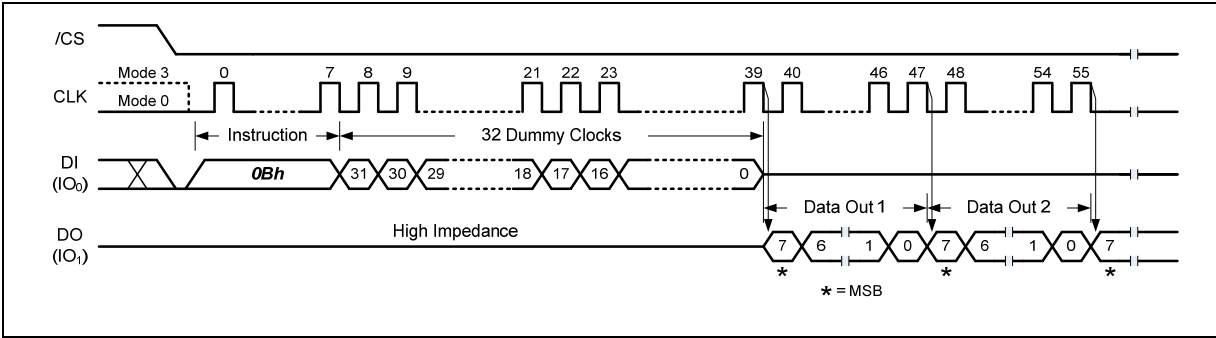 /CS
Mode 3 0 7 8 9 21 22 23 39 40 46 47 48 54 55
CLK
Mode 0
Instruction 32 Dummy Clocks
DI
(IO0) 0Bh 31 30 29 18 17 16 0
Data Out 1 Data Out 2
High Impedance
DO
(IO1) 7 6 1 0 7 6 1 0 7
* * *
* = MSB